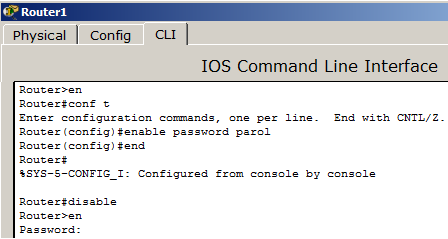 Router1
Physical Config CLI
IOS Command Line Interface
Router>en
Router#conf t
Enter configuration commands, one per line.  End with CNTL/Z.
Router(config)#enable password parol
Router(config)#end
Router#
%SYS-5-CONFIG_I: Configured from console by console
Router#disable
Router>en
Password: